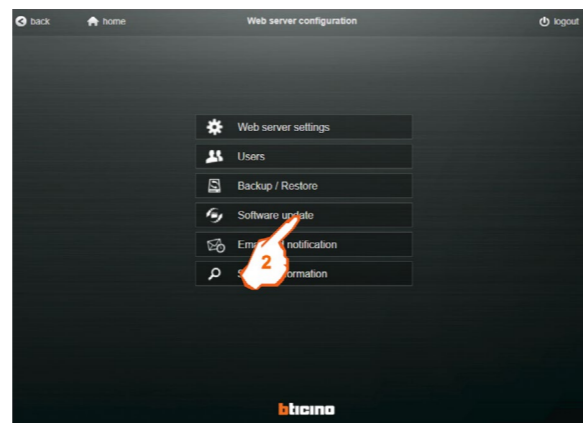 back home Web server configuration logout
Web server settings
Users
Backup / Restore
Software update
notification
2
bticino